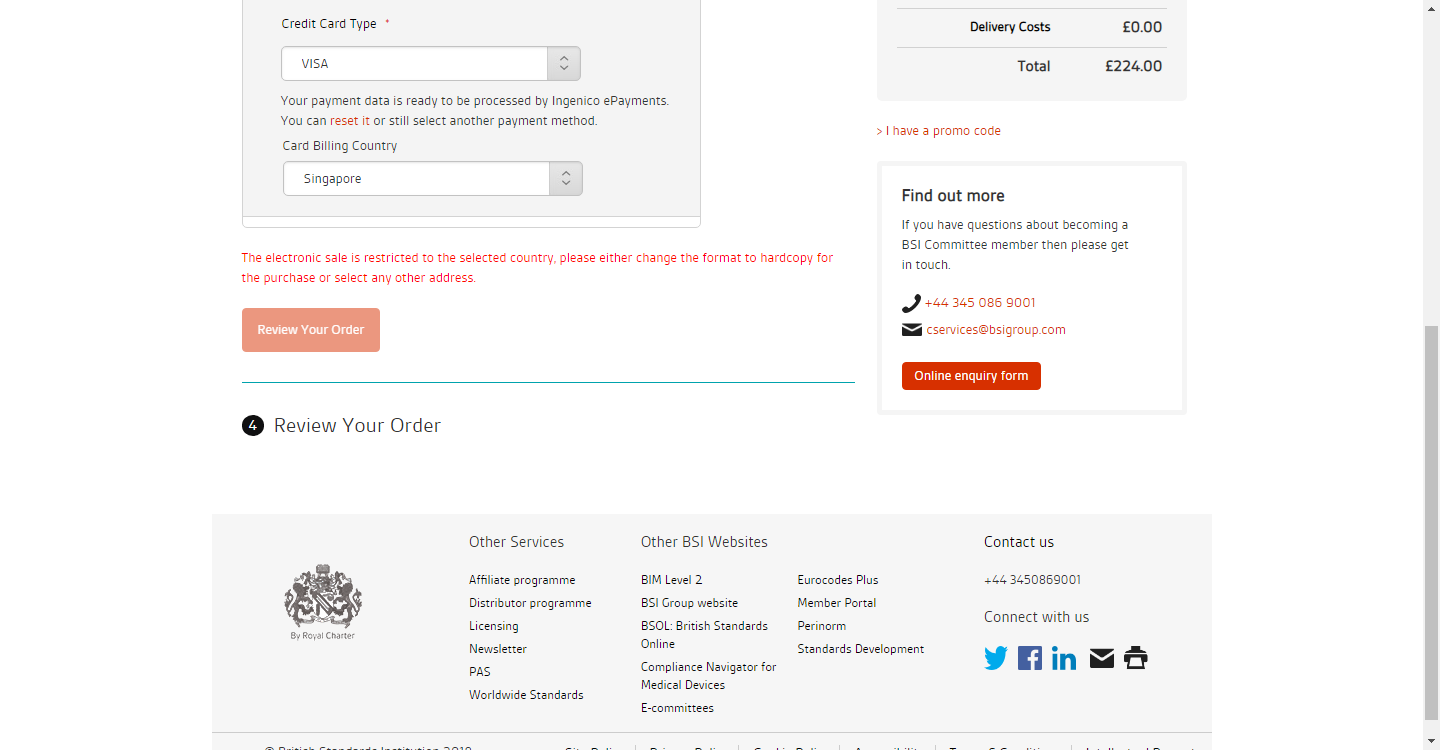 Credit Card Type *
VISA
Your payment data is ready to be processed by Ingenico ePayments.
You can reset it or still select another payment method.
Card Billing Country
Singapore
The electronic sale is restricted to the selected country, please either change the format to hardcopy for
the purchase or select any other address.
Review Your Order
4 Review Your Order
Delivery Costs £0.00
Total £224.00
> I have a promo code
Find out more
If you have questions about becoming a
BSI Committee member then please get
in touch.
+44 345 086 9001
cservices@bsigroup.com
Online enquiry form
By Royal Charter
Other Services
Affiliate programme
Distributor programme
Licensing
Newsletter
PAS
Worldwide Standards
Other BSI Websites
BIM Level 2
BSI Group website
BSOL: British Standards
Online
Compliance Navigator for
Medical Devices
E-committees
Eurocodes Plus
Member Portal
Perinorm
Standards Development
Contact us
+44 3450869001
Connect with us